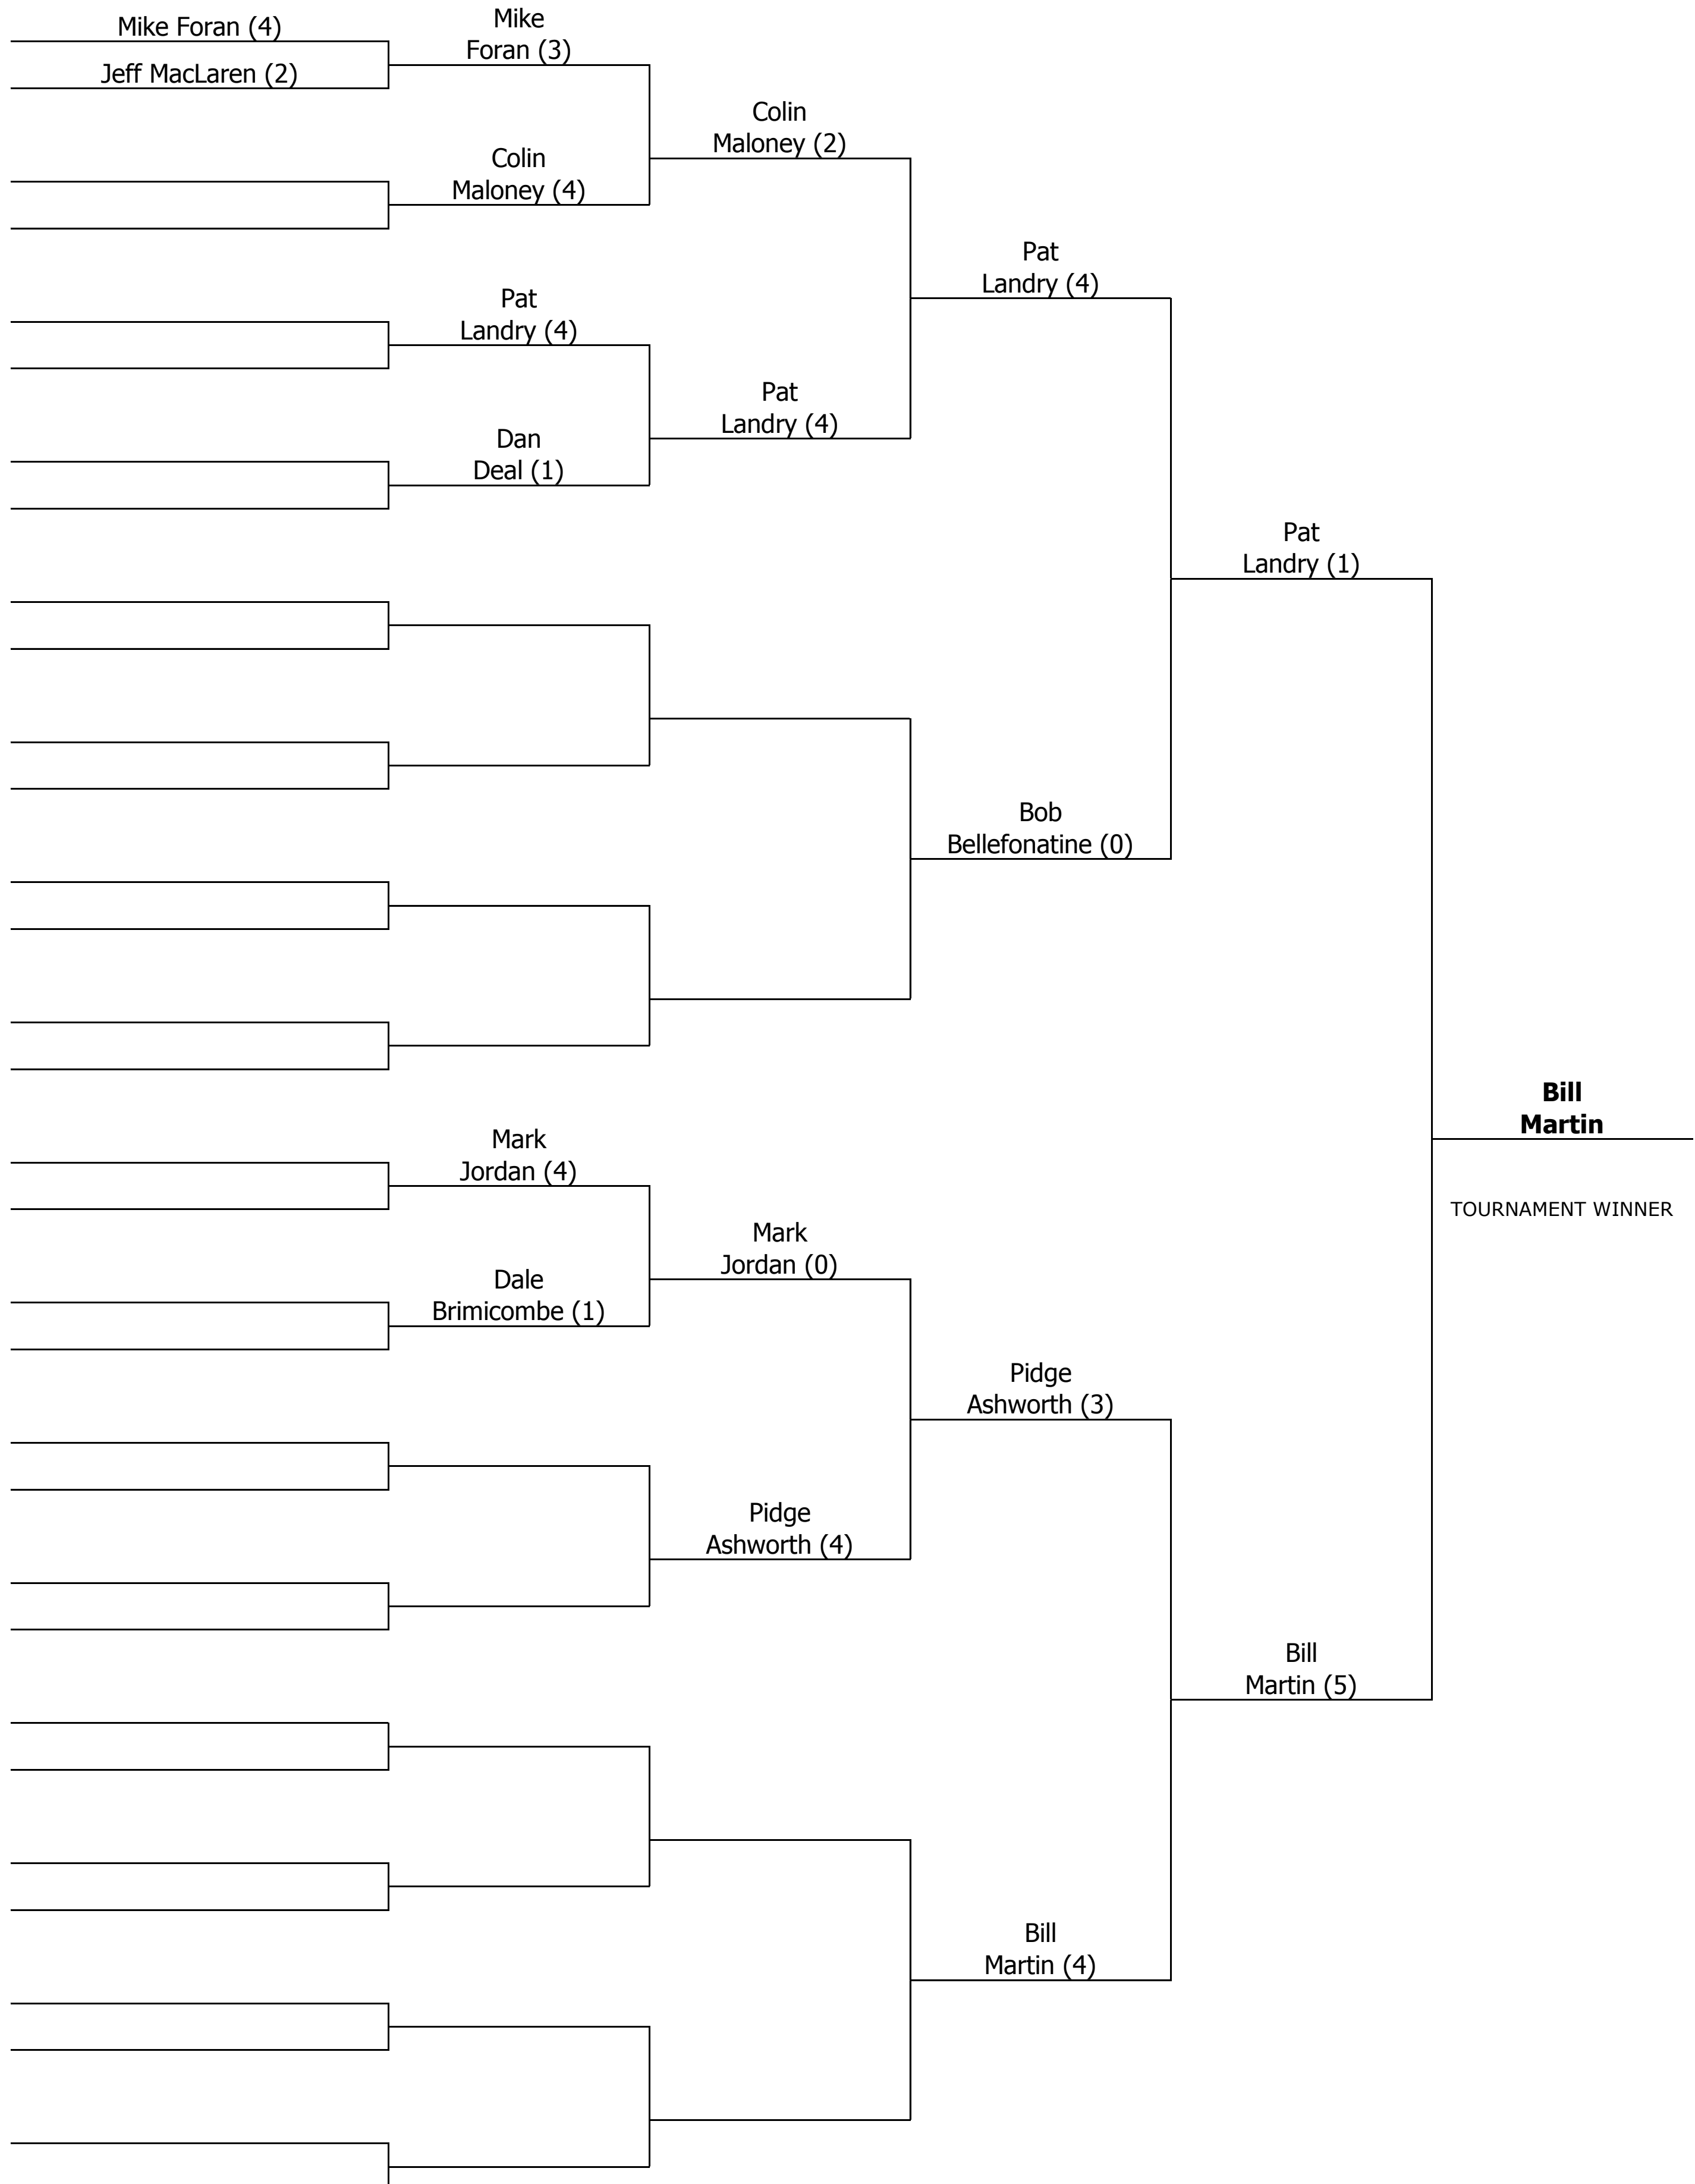 Mike Foran (4)
Jeff MacLaren (2)
Mike
Foran (3)
Colin
Maloney (4)
Colin
Maloney (2)
Pat
Landry (4)
Dan
Deal (1)
Pat
Landry (4)
Pat
Landry (4)
Bob
Bellefonatine (0)
Pat
Landry (1)
Bill
Martin
TOURNAMENT WINNER
Mark
Jordan (4)
Dale
Brimicombe (1)
Mark
Jordan (0)
Pidge
Ashworth (4)
Pidge
Ashworth (3)
Bill
Martin (5)
Bill
Martin (4)